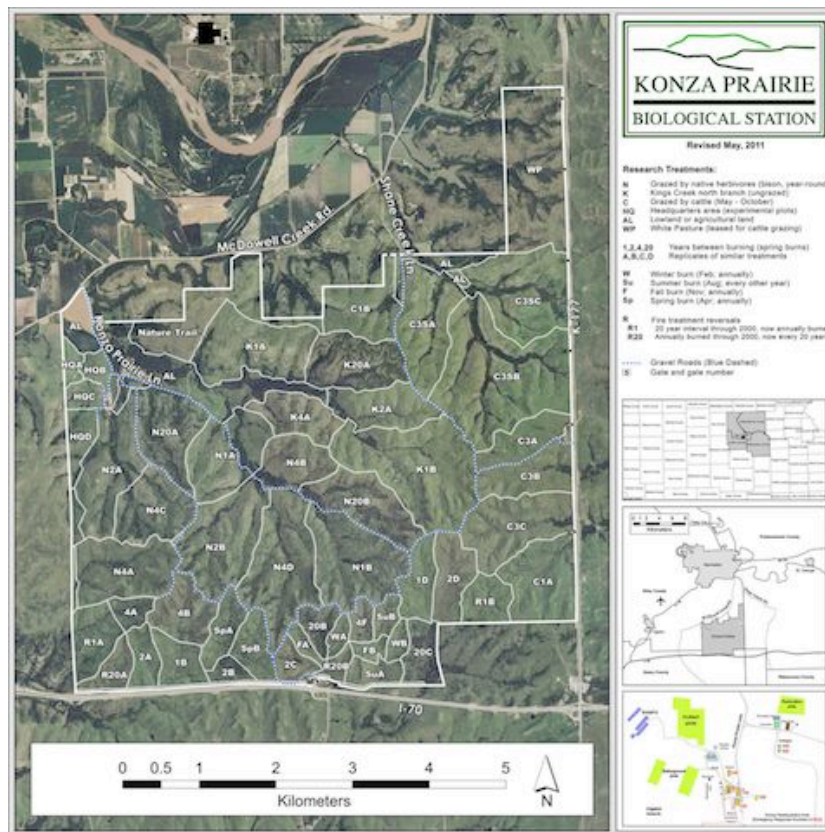 KONZA PRAIRIE
BIOLOGICAL STATION
Revised May, 2011
Research Treatments:
N Grazed by native herbivores (bison, year-round
K Kings Creek north branch (ungrazed)
C Grazed by cattle (May - October)
HQ Headquarters area (experimental plots)
AL Lowland or agricultural land
WP White Pasture (leased for cattle grazing)
1,2,4,20 Years between burning (spring burns)
A,B,C,D Replicates of similar treatments
W Winter burn (Feb; annually)
Su Summer burn (Aug; every other year)
F Fall burn (Nov; annually)
Sp Spring burn (Apr; annually)
R Fire treatment reversals
R1 20 year interval through 2000, now annually burne
R20 Annually burned through 2000, now every 20 year
Gravel Roads (Blue Dashed)
5 Gate and gate number
WP
McDowell Creek Rd
Shane Creek Ln
K-177
AL
AL
C3SC
C1B
C3SA
AL
Nature Trail
K1A
Konza Prairie Ln
K20A
C3SB
HQA
HQB
AL
HQC
K2A
K4A
HQD
N20A
N1A
C3A
N4B
K1B
N2A
C3B
N4C
N20B
C3C
N2B
N4D
N1B
N4A
1D
2D
C1A
R1B
4A
4B
SpA
20B
4F
SuB
R1A
SpB
FA
WA
WB
2A
1B
FB
20C
R20A
2B
2C
R20B
SuA
I-70
0 0.5 1 2 3 4 5
Kilometers
N